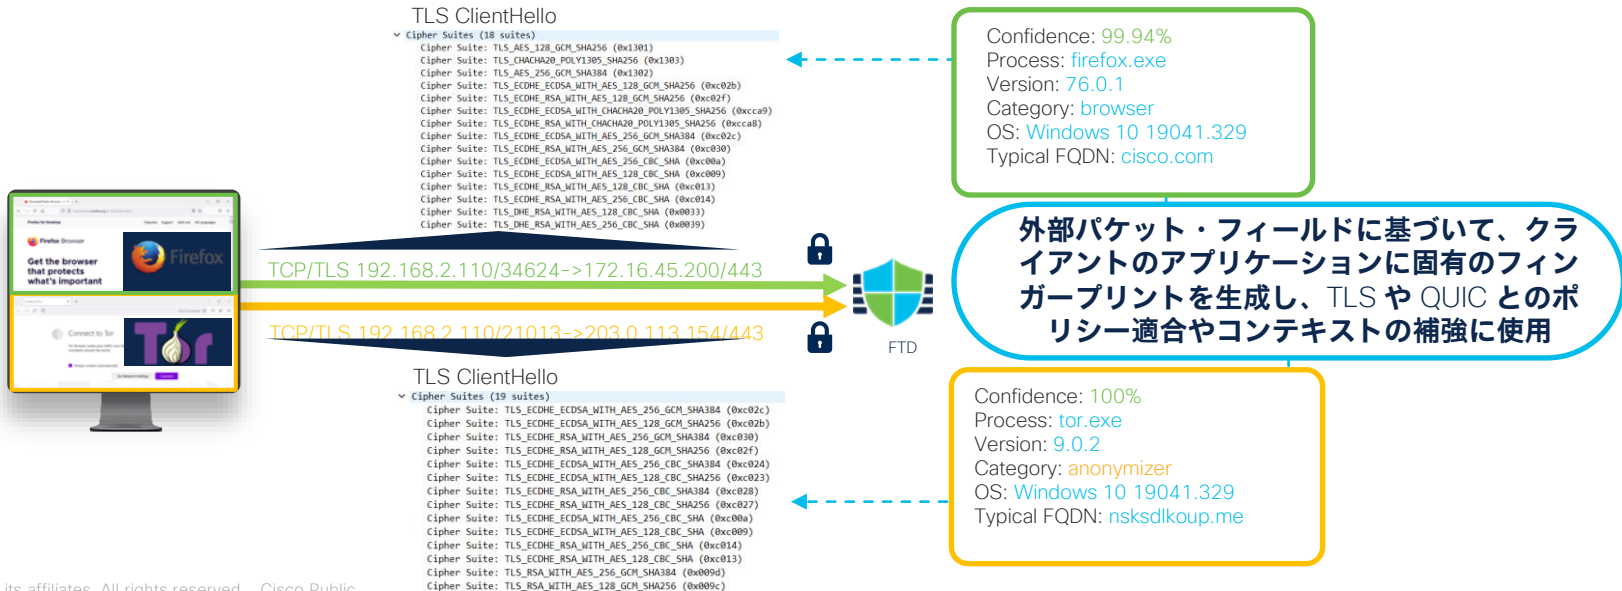 TLS ClientHello
Cipher Suites (18 suites)
Cipher Suite: TLS_AES_128_GCM_SHA256 (0x1301)
Cipher Suite: TLS_CHACHA20_POLY1305_SHA256 (0x1303)
Cipher Suite: TLS_AES_256_GCM_SHA384 (0x1302)
Cipher Suite: TLS_ECDHE_ECDSA_WITH_AES_128_GCM_SHA256 (0xc02b)
Cipher Suite: TLS_ECDHE_RSA_WITH_AES_128_GCM_SHA256 (0xc02f)
Cipher Suite: TLS_ECDHE_ECDSA_WITH_CHACHA20_POLY1305_SHA256 (0xcca9)
Cipher Suite: TLS_ECDHE_RSA_WITH_CHACHA20_POLY1305_SHA256 (0xcca8)
Cipher Suite: TLS_ECDHE_ECDSA_WITH_AES_256_GCM_SHA384 (0xc02c)
Cipher Suite: TLS_ECDHE_RSA_WITH_AES_256_GCM_SHA384 (0xc030)
Cipher Suite: TLS_ECDHE_ECDSA_WITH_AES_256_CBC_SHA (0xc00a)
Cipher Suite: TLS_ECDHE_ECDSA_WITH_AES_128_CBC_SHA (0xc009)
Cipher Suite: TLS_ECDHE_RSA_WITH_AES_128_CBC_SHA (0xc013)
Cipher Suite: TLS_ECDHE_RSA_WITH_AES_256_CBC_SHA (0xc014)
Cipher Suite: TLS_DHE_RSA_WITH_AES_128_CBC_SHA (0x0033)
Cipher Suite: TLS_DHE_RSA_WITH_AES_256_CBC_SHA (0x0039)
Confidence: 99.94%
Process: firefox.exe
Version: 76.0.1
Category: browser
OS: Windows 10 19041.329
Typical FQDN: cisco.com
Firefox Browser
Get the browser
that protects
what's important
Firefox
Connect to Tor
Tor
TCP/TLS 192.168.2.110/34624->172.16.45.200/443
TCP/TLS 192.168.2.110/21013->203.0.113.154/443
FTD
外部パケット・フィールドに基づいて、クラ
イアントのアプリケーションに固有のフィン
ガープリントを生成し、TLS や QUIC とのポ
リシー適合やコンテキストの補強に使用
TLS ClientHello
Cipher Suites (19 suites)
Cipher Suite: TLS_ECDHE_ECDSA_WITH_AES_256_GCM_SHA384 (0xc02c)
Cipher Suite: TLS_ECDHE_ECDSA_WITH_AES_128_GCM_SHA256 (0xc02b)
Cipher Suite: TLS_ECDHE_RSA_WITH_AES_256_GCM_SHA384 (0xc030)
Cipher Suite: TLS_ECDHE_RSA_WITH_AES_128_GCM_SHA256 (0xc02f)
Cipher Suite: TLS_ECDHE_ECDSA_WITH_AES_256_CBC_SHA384 (0xc024)
Cipher Suite: TLS_ECDHE_ECDSA_WITH_AES_128_CBC_SHA256 (0xc023)
Cipher Suite: TLS_ECDHE_RSA_WITH_AES_256_CBC_SHA384 (0xc028)
Cipher Suite: TLS_ECDHE_RSA_WITH_AES_128_CBC_SHA256 (0xc027)
Cipher Suite: TLS_ECDHE_ECDSA_WITH_AES_256_CBC_SHA (0xc00a)
Cipher Suite: TLS_ECDHE_ECDSA_WITH_AES_128_CBC_SHA (0xc009)
Cipher Suite: TLS_ECDHE_RSA_WITH_AES_256_CBC_SHA (0xc014)
Cipher Suite: TLS_ECDHE_RSA_WITH_AES_128_CBC_SHA (0xc013)
Cipher Suite: TLS_RSA_WITH_AES_256_GCM_SHA384 (0x009d)
Cipher Suite: TLS_RSA_WITH_AES_128_GCM_SHA256 (0x009c)
Confidence: 100%
Process: tor.exe
Version: 9.0.2
Category: anonymizer
OS: Windows 10 19041.329
Typical FQDN: nsksdlkoup.me
its affiliates. All rights reserved. Cisco Public